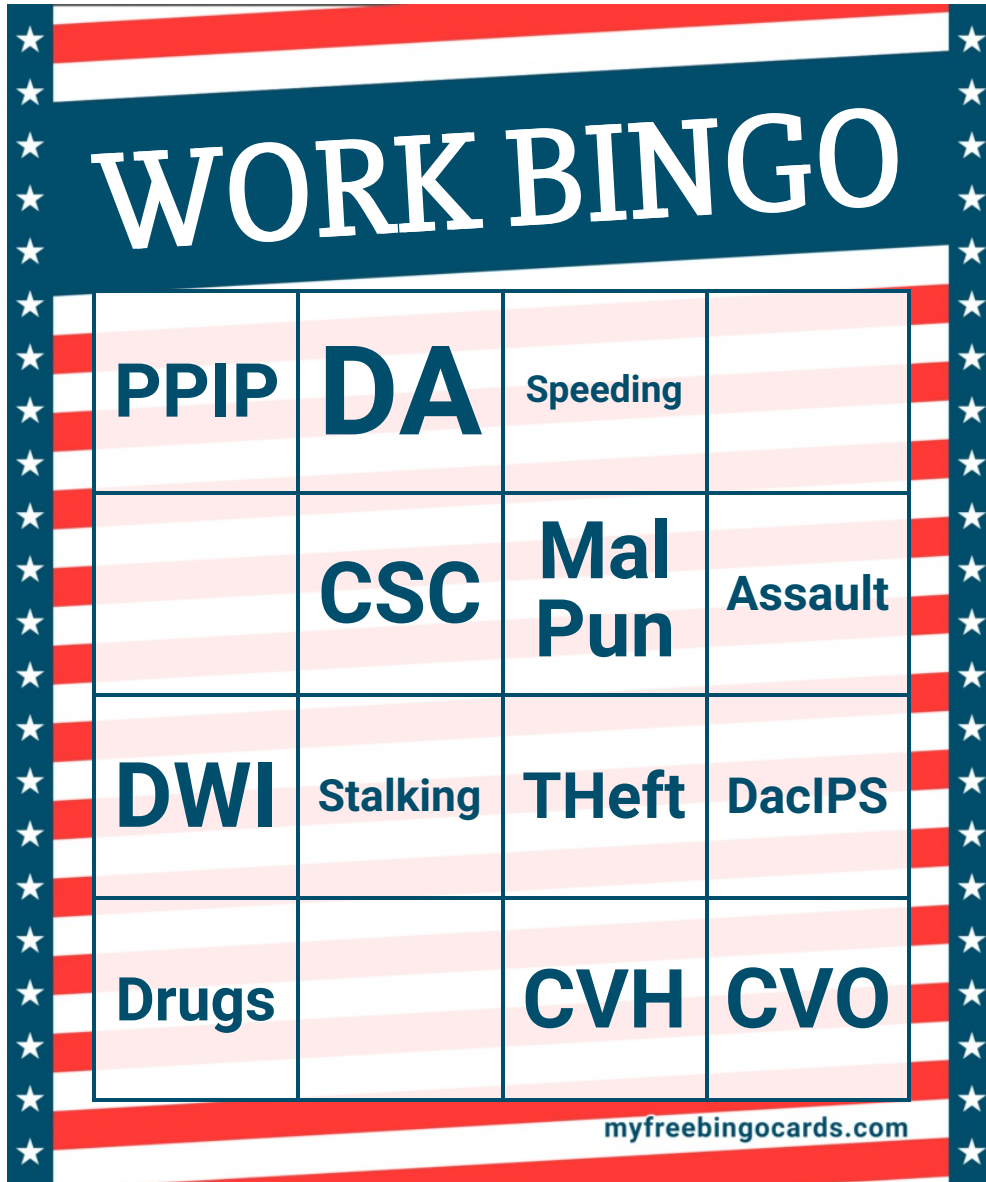 WORK BINGO
PPIP
DA
Speeding
CSC
Mal
Pun
Assault
DWI
Stalking
THeft
DacIPS
Drugs
CVH
CVO
myfreebingocards.com